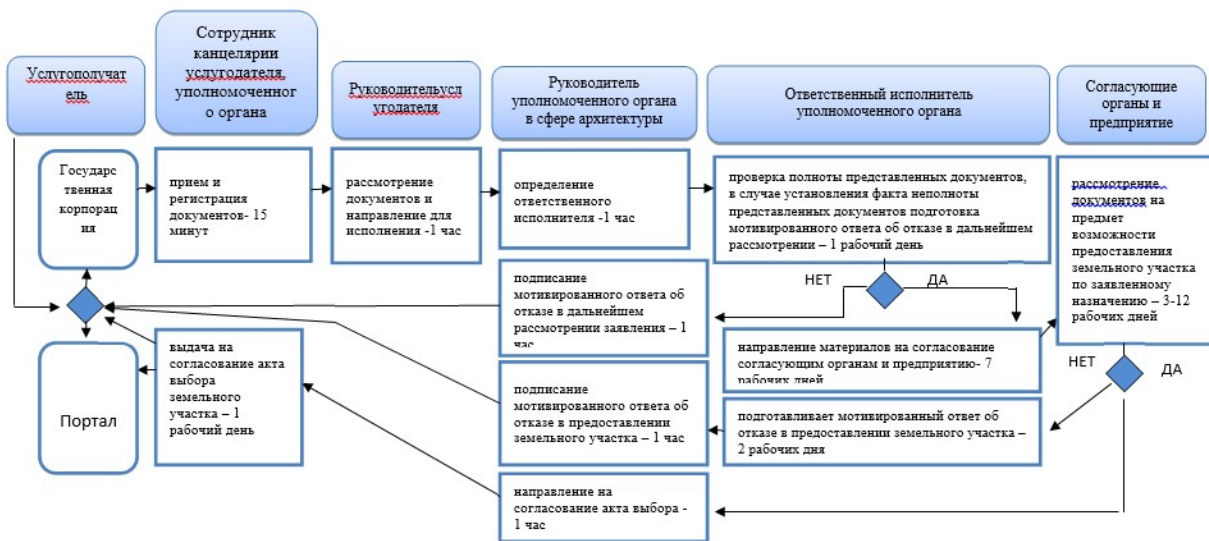 Услугополучат
ель
Сотрудник
канцелярии
услугодателя,
уполномоченног
о органа
Руководительусл
угодателя
Руководитель
уполномоченного органа
в сфере архитектуры
Ответственный исполнитель
уполномоченного органа
Согласующие
органы и
предприятие
Государс
твенная
корпорац
ия
прием и
регистрация
документов- 15
минут
рассмотрение
документов и
направление для
исполнения -1 час
определение
ответственного
исполнителя -1 час
проверка полноты представленных документов,
в случае установления факта неполноты
представленных документов подготовка
мотивированного ответа об отказе в дальнейшем
рассмотрении – 1 рабочий день
рассмотрение
документов на
предмет
возможности
предоставления
земельного участка
по заявленному
назначению – 3-12
рабочих дней
НЕТ
ДА
подписание
мотивированного ответа об
отказе в дальнейшем
рассмотрении заявления – 1
час
направление материалов на согласование
согласующим органам и предприятию- 7
рабочих дней
НЕТ
ДА
Портал
выдача на
согласование акта
выбора
земельного
участка – 1
рабочий день
подписание
мотивированного ответа об
отказе в предоставлении
земельного участка – 1 час
подготавливает мотивированный ответ об
отказе в предоставлении земельного участка –
2 рабочих дня
направление на
согласование акта выбора -
1 час